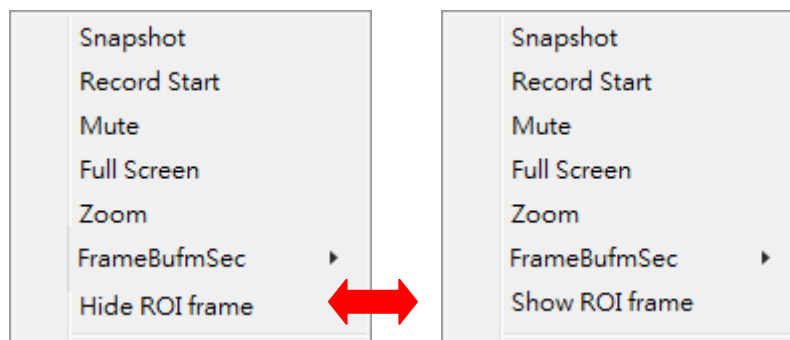 Snapshot
Record Start
Mute
Full Screen
Zoom
FrameBufmSec
Hide ROI frame
Snapshot
Record Start
Mute
Full Screen
Zoom
FrameBufmSec
Show ROI frame